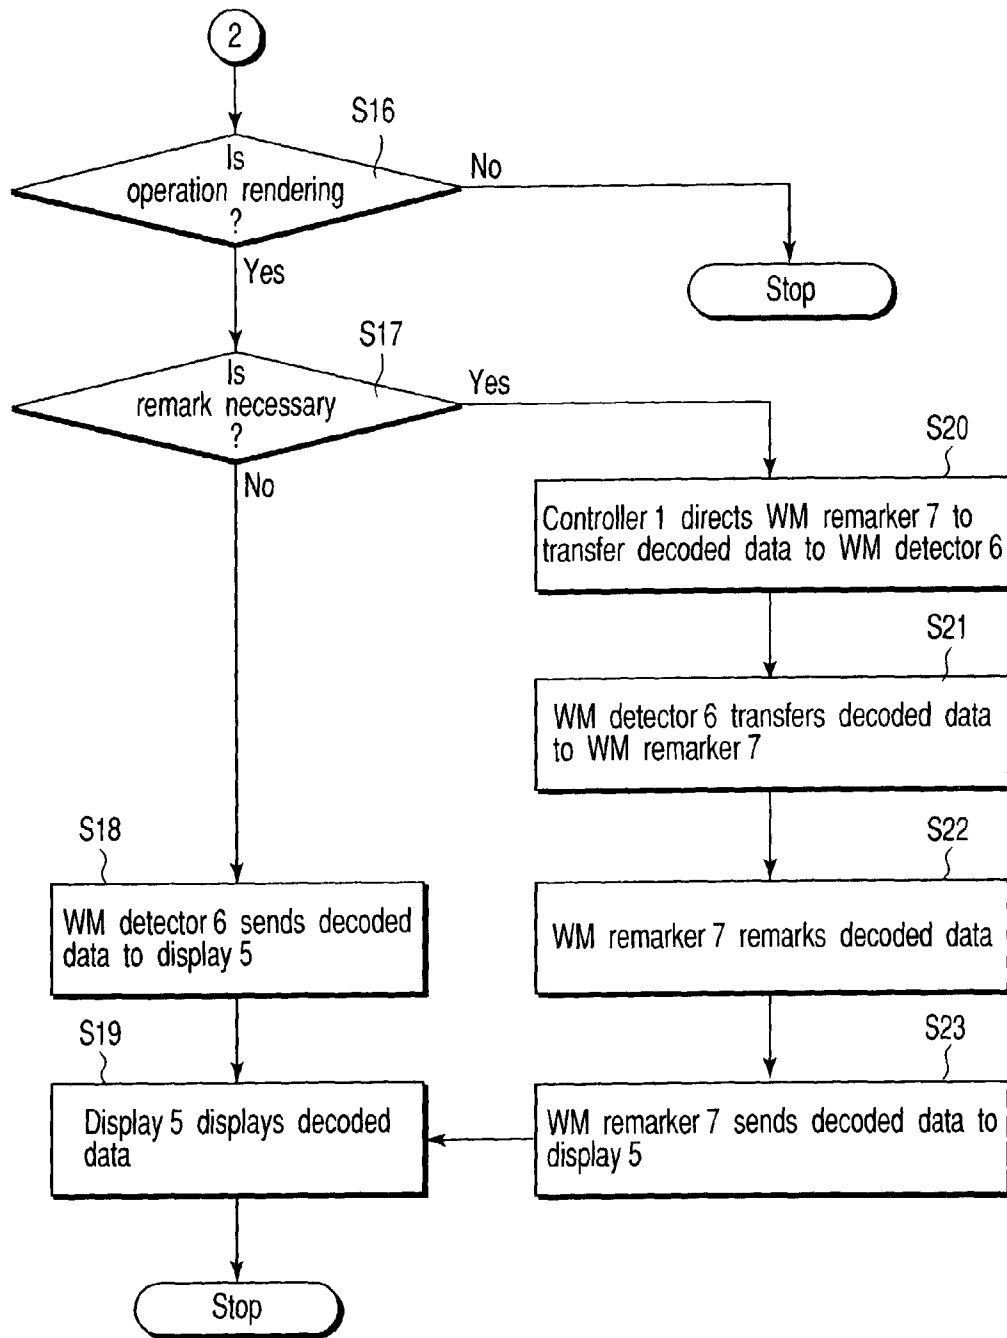 2
S16
Is
operation rendering
?
No
Yes
Stop
S17
Is
remark necessary
?
Yes
No
S20
Controller 1 directs WM remarker 7 to
transfer decoded data to WM detector 6
S21
WM detector 6 transfers decoded data
to WM remarker 7
S18
WM detector 6 sends decoded
data to display 5
S22
WM remarker 7 remarks decoded data
S19
Display 5 displays decoded
data
S23
WM remarker 7 sends decoded data to
display 5
Stop